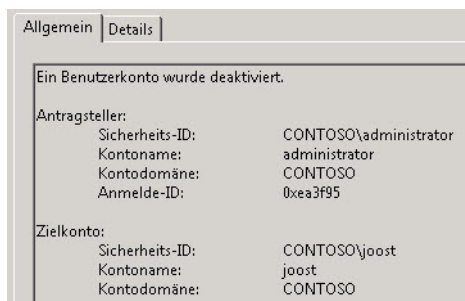 Allgemein Details
Ein Benutzerkonto wurde deaktiviert.
Antragsteller:
Sicherheits-ID: CONTOSO\administrator
Kontoname: administrator
Kontodomäne: CONTOSO
Anmelde-ID: 0xea3f95
Zielkonto:
Sicherheits-ID: CONTOSO\joost
Kontoname: joost
Kontodomäne: CONTOSO